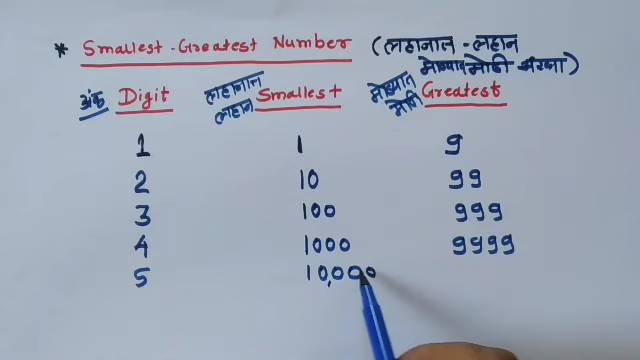 * Smallest-Greatest Number (लहानात-लहान
मोठ्यात मोठी संख्या)
अंक Digit लहानात लहान Smallest मोठ्यात मोठी Greatest
1 1 9
2 10 99
3 100 999
4 1000 9999
5 10,000